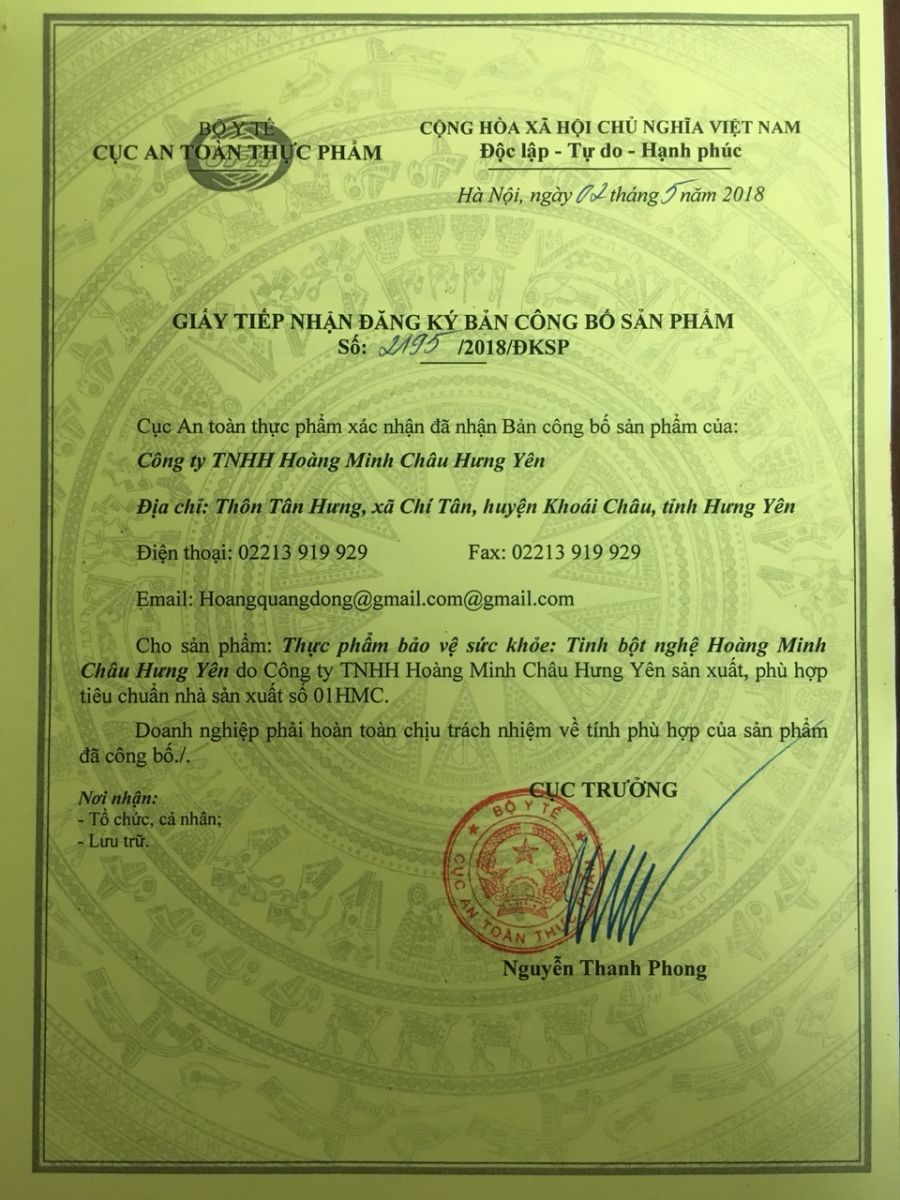 BỘ Y TẾ
CỤC AN TOÀN THỰC PHẨM
CỘNG HÒA XÃ HỘI CHỦ NGHĨA VIỆT NAM
Độc lập - Tự do - Hạnh phúc
Hà Nội, ngày 02 tháng 5 năm 2018
GIẤY TIẾP NHẬN ĐĂNG KÝ BẢN CÔNG BỐ SẢN PHẨM
Số: 2195 /2018/ĐKSP
Cục An toàn thực phẩm xác nhận đã nhận Bản công bố sản phẩm của:
Công ty TNHH Hoàng Minh Châu Hưng Yên
Địa chỉ: Thôn Tân Hưng, xã Chí Tân, huyện Khoái Châu, tỉnh Hưng Yên
Điện thoại: 02213 919 929 Fax: 02213 919 929
Email: Hoangquangdong@gmail.com@gmail.com
Cho sản phẩm: Thực phẩm bảo vệ sức khỏe: Tinh bột nghệ Hoàng Minh
Châu Hưng Yên do Công ty TNHH Hoàng Minh Châu Hưng Yên sản xuất, phù hợp
tiêu chuẩn nhà sản xuất số 01HMC.
Doanh nghiệp phải hoàn toàn chịu trách nhiệm về tính phù hợp của sản phẩm
đã công bố./.
Nơi nhận:
- Tổ chức, cá nhân;
- Lưu trữ.
CỤC TRƯỞNG
BỘ Y TẾ
CỤC AN TOÀN THỰC PHẨM
Nguyễn Thanh Phong